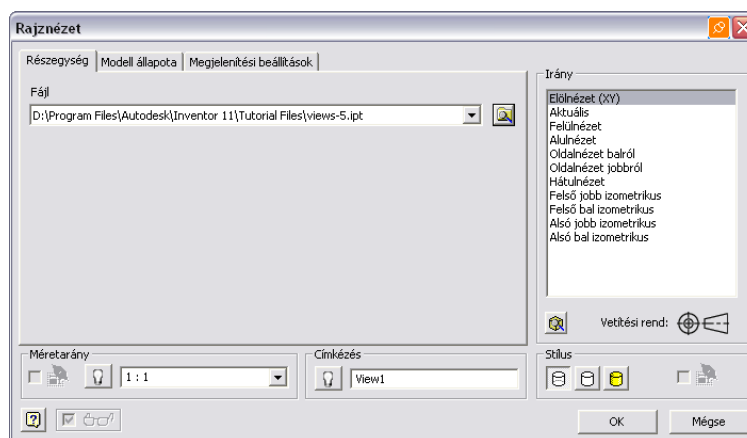 Rajznézet
Részegység
Modell állapota
Megjelenítési beállítások
Fájl
D:\Program Files\Autodesk\Inventor 11\Tutorial Files\views-5.ipt
Irány
Elölnézet (XY)
Aktuális
Felülnézet
Alulnézet
Oldalnézet balról
Oldalnézet jobbról
Hátulnézet
Felső jobb izometrikus
Felső bal izometrikus
Alsó jobb izometrikus
Alsó bal izometrikus
Vetítési rend:
Méretarány
1 : 1
Címkézés
View1
Stílus
OK
Mégse